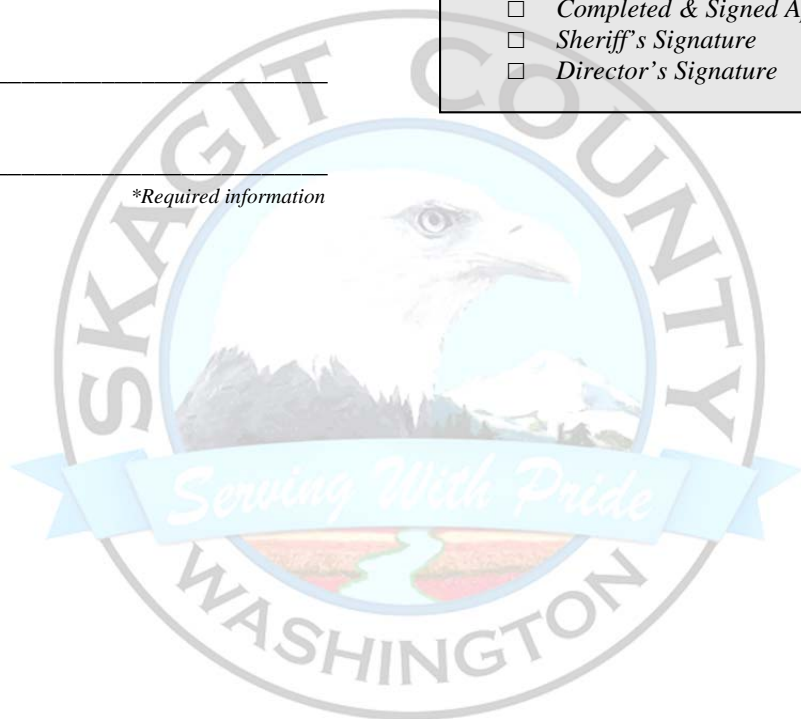 ☐ Completed & Signed
☐ Sheriff's Signature
☐ Director's Signature
*Required information
SKAGIT COUNTY
Serving With Pride
WASHINGTON